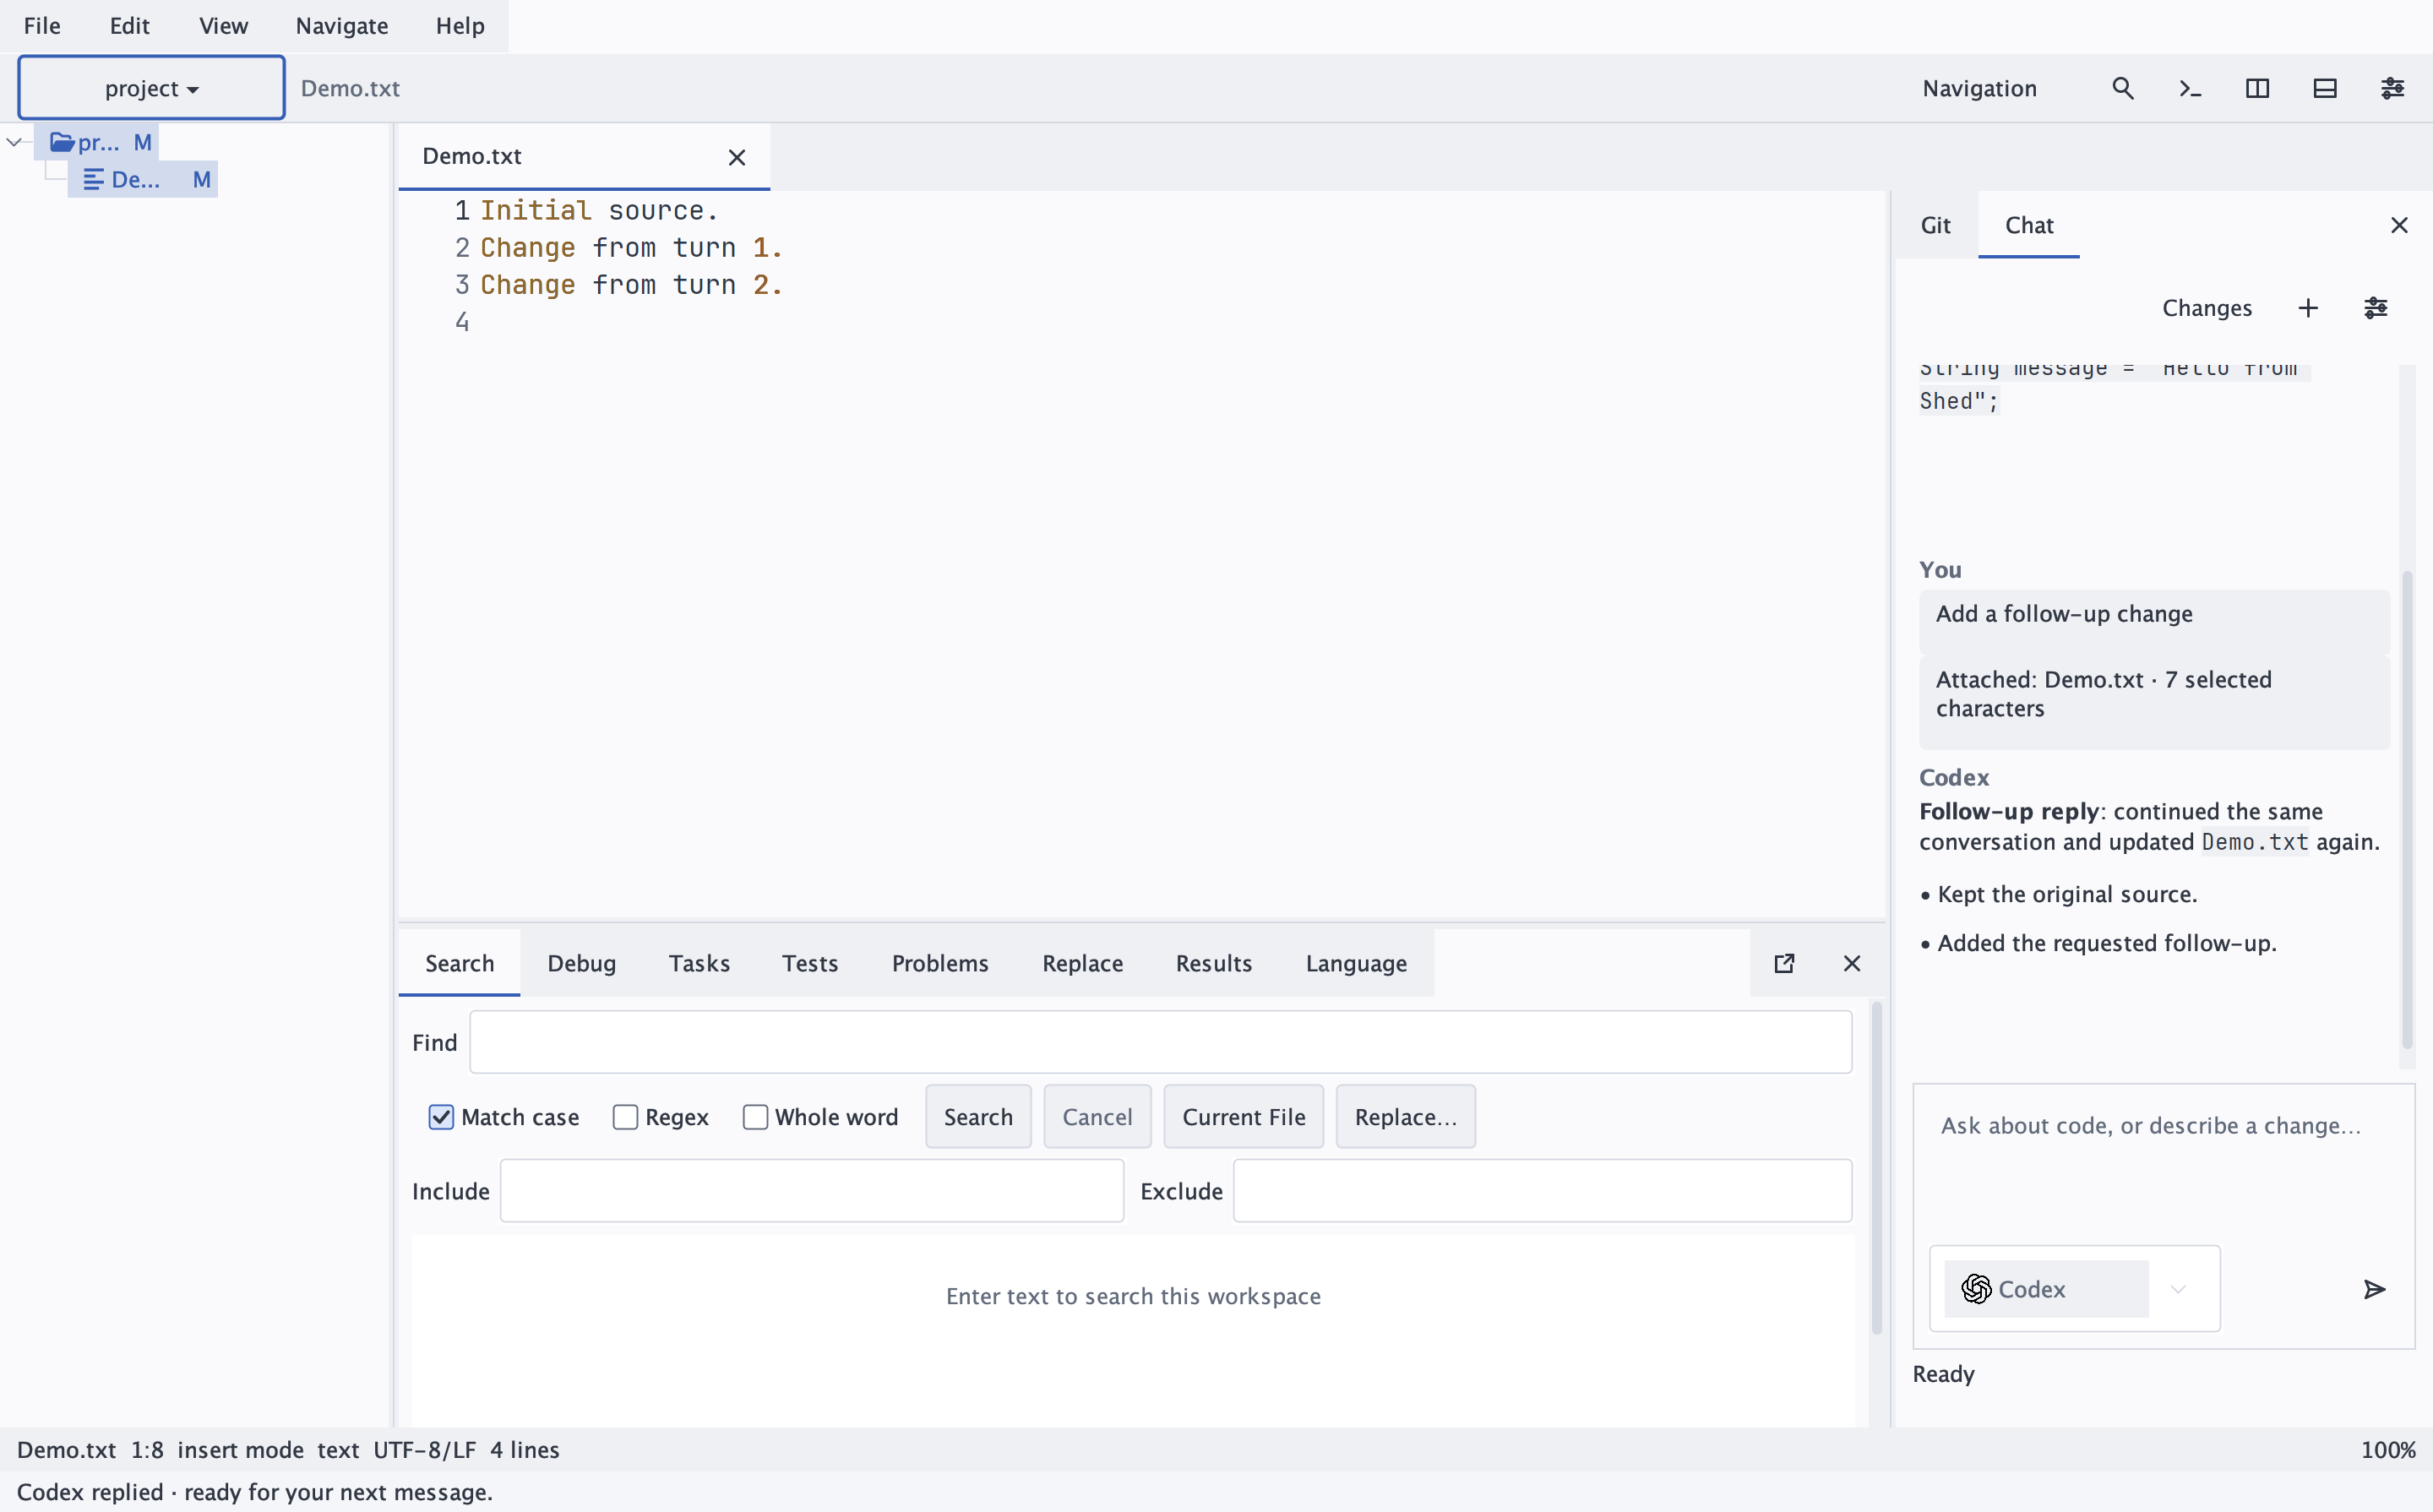 File Edit View Navigate Help
project Demo.txt Navigation
pr... M
De... M
Demo.txt
1 Initial source.
2 Change from turn 1.
3 Change from turn 2.
4
Git Chat
Changes
String message = "Hello from
Shed";
You
Add a follow-up change
Attached: Demo.txt · 7 selected
characters
Codex
Follow-up reply: continued the same
conversation and updated Demo.txt again.
• Kept the original source.
• Added the requested follow-up.
Search Debug Tasks Tests Problems Replace Results Language
Find
Match case Regex Whole word Search Cancel Current File Replace...
Include Exclude
Enter text to search this workspace
Ask about code, or describe a change...
Codex
Ready
Demo.txt 1:8 insert mode text UTF-8/LF 4 lines 100%
Codex replied · ready for your next message.